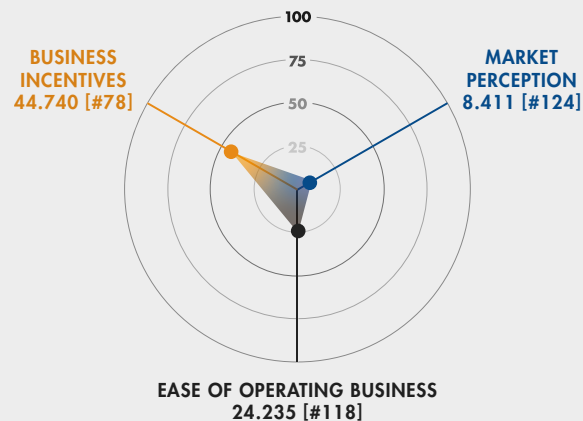 100
75
50
25
BUSINESS
INCENTIVES
44.740 [#78]
MARKET
PERCEPTION
8.411 [#124]
EASE OF OPERATING BUSINESS
24.235 [#118]